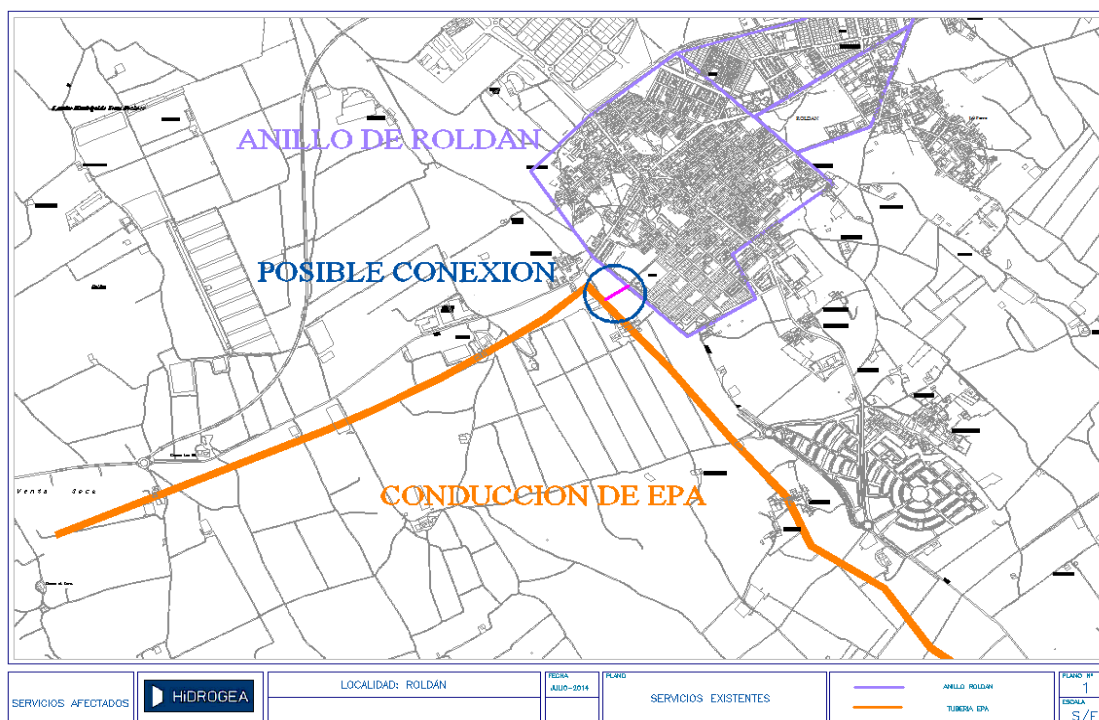 ANILLO DE ROLDAN
ROLDAN
POSIBLE CONEXION
CONDUCCION DE EPA
Venta Seca
SERVICIOS AFECTADOS
HiDROGEA
LOCALIDAD: ROLDÁN
FECHA
JULIO-2014
PLANO
SERVICIOS EXISTENTES
ANILLO ROLDAN
TUBERIA EPA
PLANO Nº
1
ESCALA